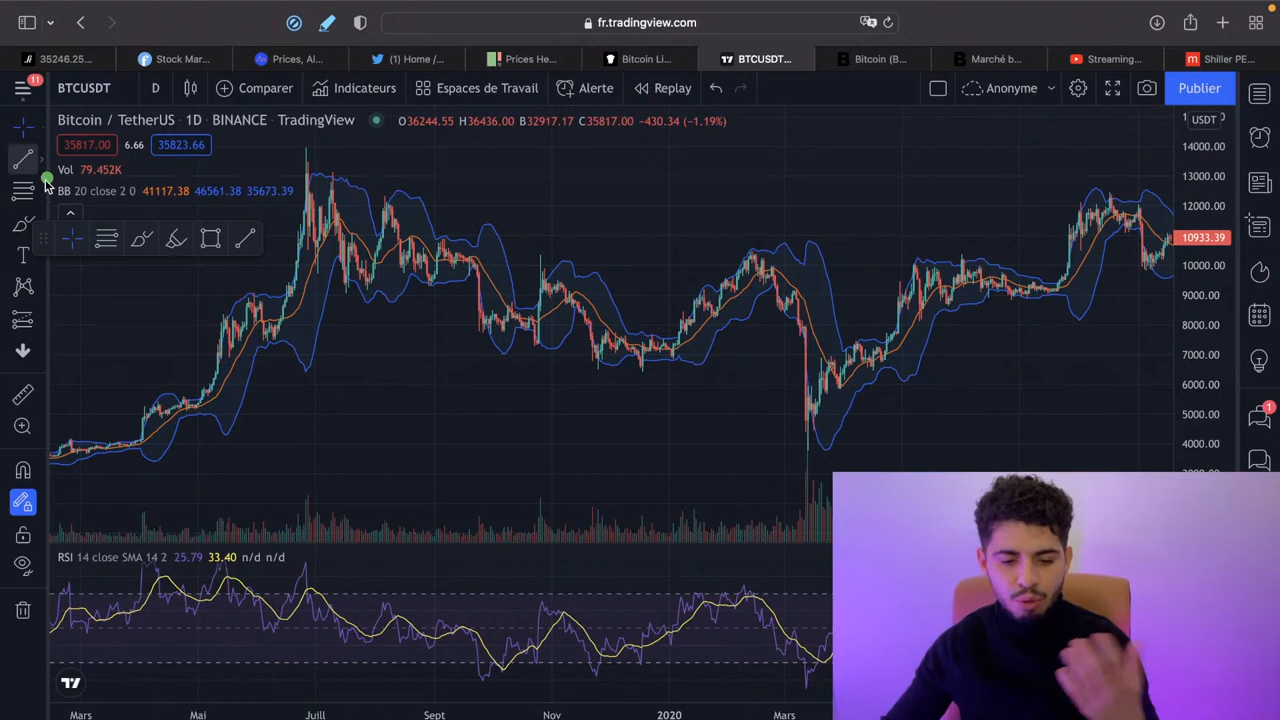 fr.tradingview.com
35246.25...
Stock Mar...
Prices, Al...
(1) Home /...
Prices He...
Bitcoin Li...
BTCUSDT...
Bitcoin (B...
Marché b...
Streaming...
Shiller PE...
11
BTCUSDT
D
Comparer
Indicateurs
Espaces de Travail
Alerte
Replay
Anonyme
Publier
Bitcoin / TetherUS · 1D · BINANCE · TradingView
O36244.55 H36436.00 B32917.17 C35817.00 -430.34 (-1.19%)
USDT
35817.00 6.66 35823.66
Vol 79.452K
BB 20 close 2 0 41117.38 46561.38 35673.39
14000.00
13000.00
12000.00
10933.39
10000.00
9000.00
8000.00
7000.00
6000.00
5000.00
4000.00
1
RSI 14 close SMA 14 2 25.79 33.40 n/d n/d
Mars
Mai
Juill
Sept
Nov
2020
Mars